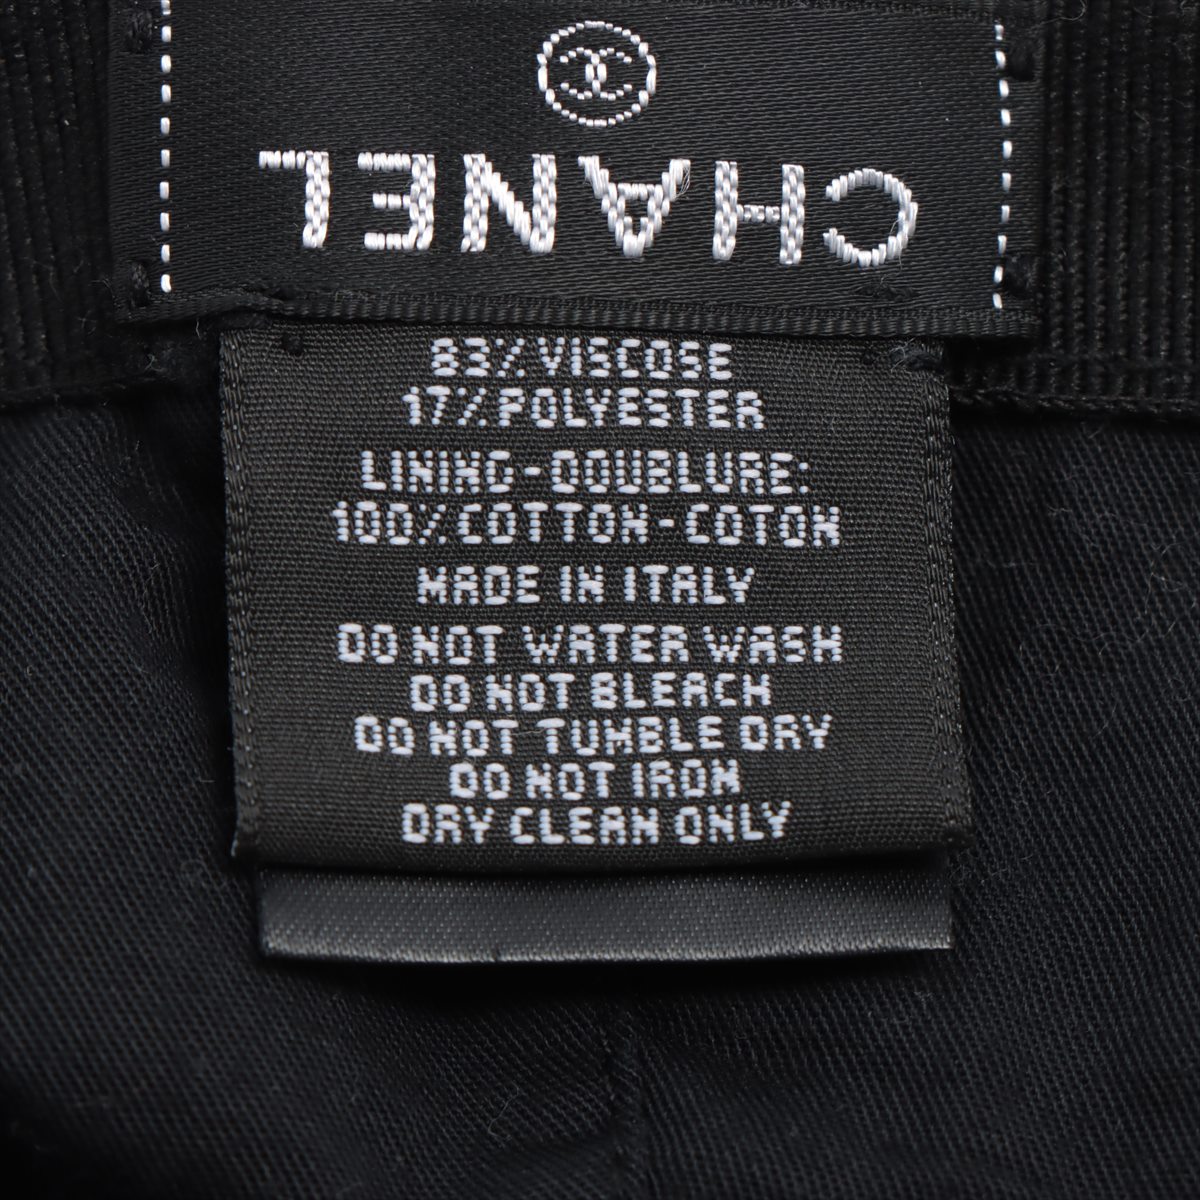 CHANEL
83% VISCOSE
17% POLYESTER
LINING-DOUBLURE:
100% COTTON-COTON
MADE IN ITALY
DO NOT WATER WASH
DO NOT BLEACH
DO NOT TUMBLE DRY
DO NOT IRON
DRY CLEAN ONLY